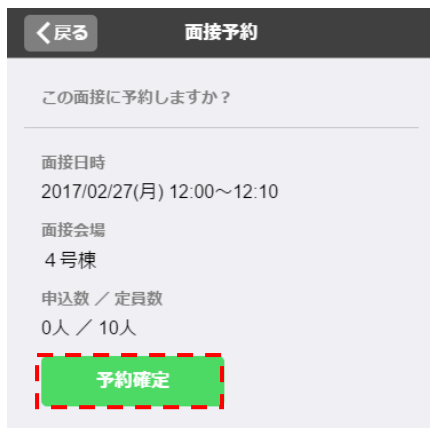 戻る 面接予約
この面接に予約しますか？
面接日時
2017/02/27(月) 12:00～12:10
面接会場
４号棟
申込数 ／ 定員数
0人 ／ 10人
予約確定